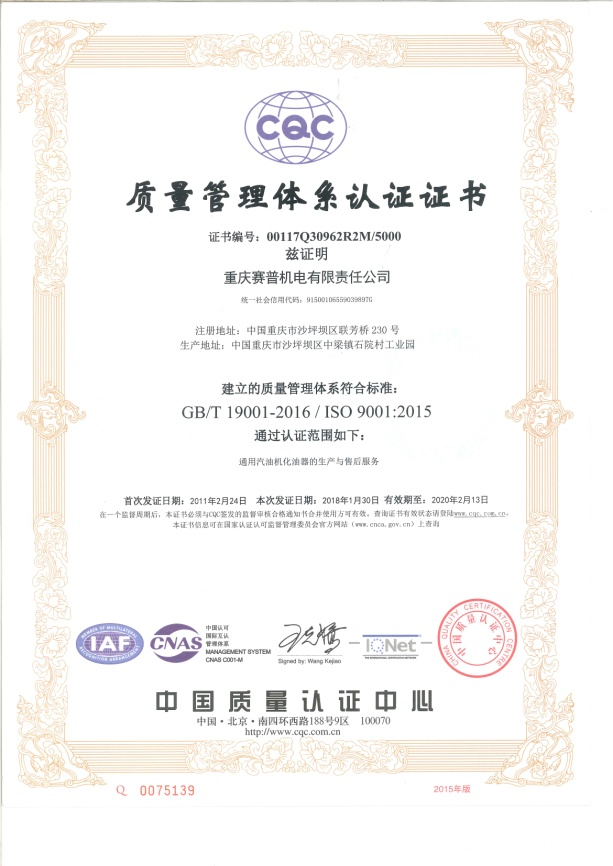 CQC
质量管理体系认证证书
证书编号：00117Q30962R2M/5000
兹证明
重庆赛普机电有限责任公司
统一社会信用代码：91500106559039897G
注册地址：中国重庆市沙坪坝区联芳桥 230 号
生产地址：中国重庆市沙坪坝区中梁镇石院村工业园
建立的质量管理体系符合标准：
GB/T 19001-2016 / ISO 9001:2015
通过认证范围如下：
通用汽油机化油器的生产与售后服务
首次发证日期：2011年2月24日 本次发证日期：2018年1月30日 有效期至：2020年2月13日
在一个监督周期后，本证书必须与CQC签发的监督审核合格通知书合并使用方可有效。查询证书有效状态请登陆www.cqc.com.cn。
本证书信息可在国家认证认可监督管理委员会官方网站（www.cnca.gov.cn）上查询
MEMBER OF MULTILATERAL
IAF
RECOGNITION ARRANGEMENT
CNAS
中国认可
国际互认
管理体系
MANAGEMENT SYSTEM
CNAS C001-M
Signed by: Wang Kejiao
IQNet
THE INTERNATIONAL CERTIFICATION NETWORK
CHINA QUALITY CERTIFICATION CENTRE
中国质量认证中心
中国质量认证中心
中国·北京·南四环西路188号9区 100070
http://www.cqc.com.cn
Q 0075139
2015年版